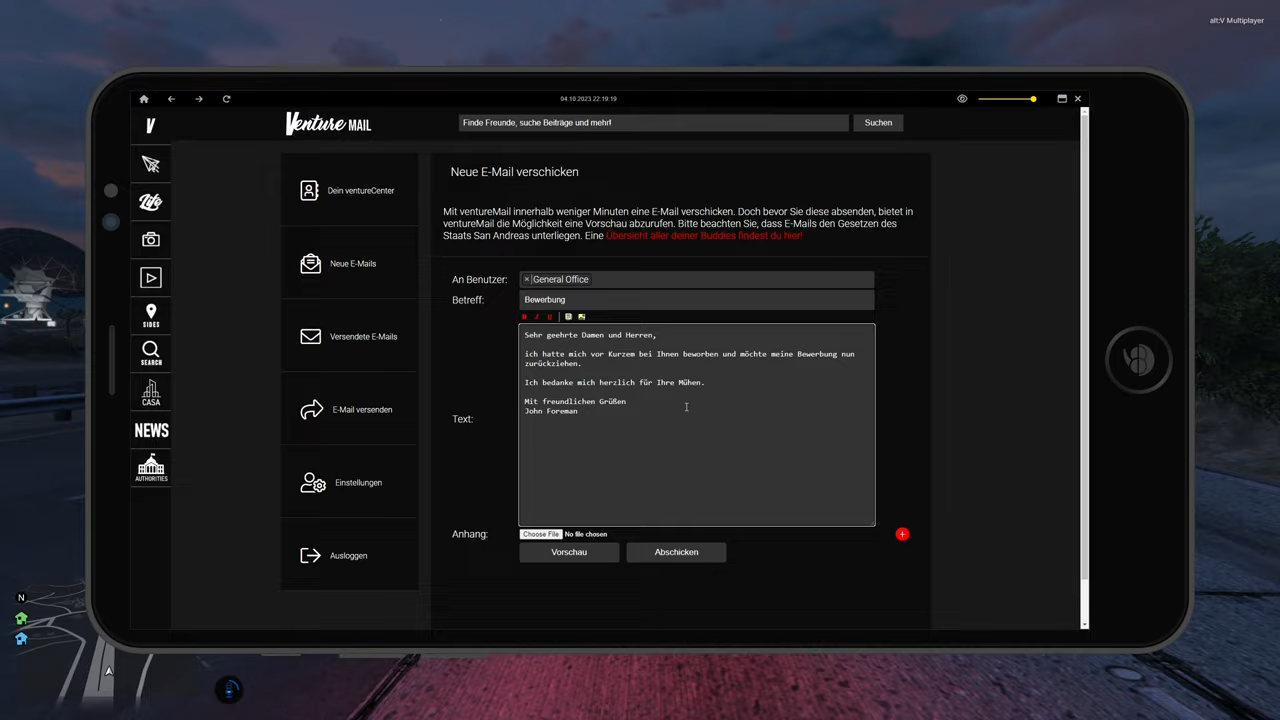 alt:V Multiplayer
04.10.2023 22:19:19
V
Venture MAIL
Finde Freunde, suche Beiträge und mehr!
Suchen
Life
SIDES
SEARCH
CASA
NEWS
AUTHORITIES
Dein ventureCenter
Neue E-Mails
Versendete E-Mails
E-Mail versenden
Einstellungen
Ausloggen
Neue E-Mail verschicken
Mit ventureMail innerhalb weniger Minuten eine E-Mail verschicken. Doch bevor Sie diese absenden, bietet in
ventureMail die Möglichkeit eine Vorschau abzurufen. Bitte beachten Sie, dass E-Mails den Gesetzen des
Staats San Andreas unterliegen. Eine Übersicht aller deiner Buddies findest du hier!
An Benutzer: × General Office
Betreff: Bewerbung
Text:
Sehr geehrte Damen und Herren,
ich hatte mich vor Kurzem bei Ihnen beworben und möchte meine Bewerbung nun
zurückziehen.
Ich bedanke mich herzlich für Ihre Mühen.
Mit freundlichen Grüßen
John Foreman
Anhang: Choose File No file chosen
Vorschau Abschicken
N